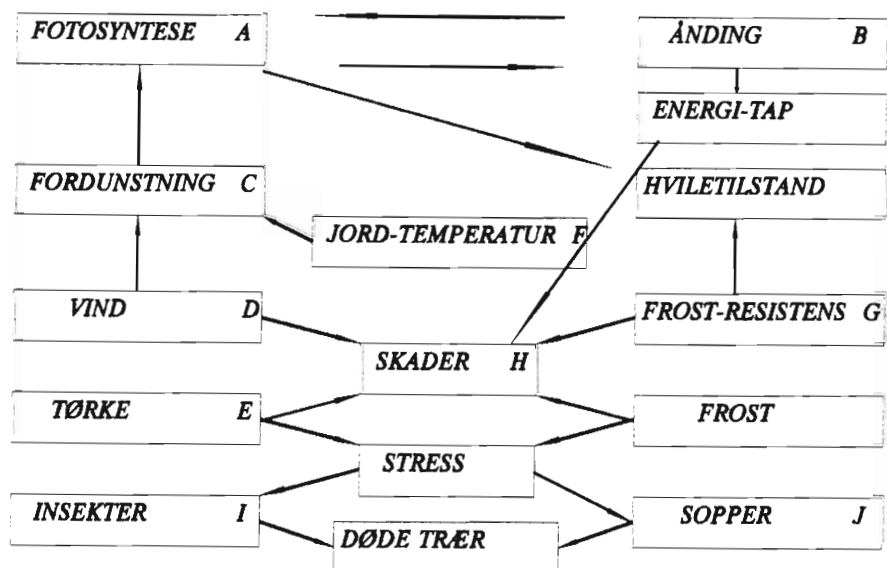 FOTOSYNTESE A
ÅNDING B
ENERGI-TAP
FORDUNSTNING C
HVILETILSTAND
JORD-TEMPERATUR F
VIND D
FROST-RESISTENS G
SKADER H
TØRKE E
FROST
STRESS
INSEKTER I
SOPPER J
DØDE TRÆR